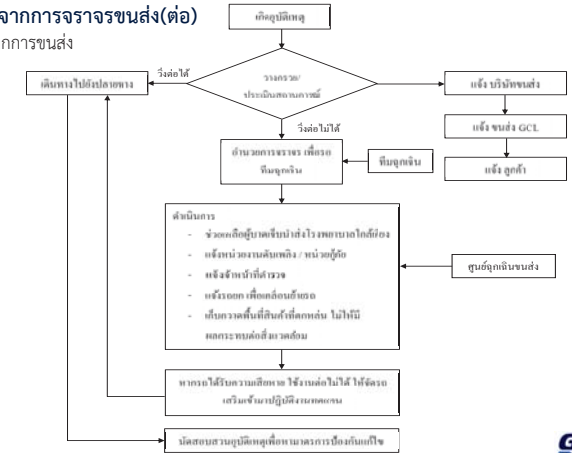 จากการจราจรขนส่ง(ต่อ)
กการขนส่ง
เกิดอุบัติเหตุ
วางกรวย/
ประเมินสถานการณ์
วิ่งต่อได้
เดินทางไปยังปลายทาง
แจ้ง บริษัทขนส่ง
แจ้ง ขนส่ง GCL
แจ้ง ลูกค้า
วิ่งต่อไม่ได้
อำนวยการจราจร เพื่อรอ
ทีมฉุกเฉิน
ทีมฉุกเฉิน
ดำเนินการ
- ช่วยเหลือผู้บาดเจ็บนำส่งโรงพยาบาลใกล้เคียง
- แจ้งหน่วยงานดับเพลิง / หน่วยกู้ภัย
- แจ้งเจ้าหน้าที่ตำรวจ
- แจ้งรถยก เพื่อเคลื่อนย้ายรถ
- เก็บกวาดพื้นที่สินค้าที่ตกหล่น ไม่ให้มี
ผลกระทบต่อสิ่งแวดล้อม
ศูนย์ฉุกเฉินขนส่ง
หากรถได้รับความเสียหาย ใช้งานต่อไม่ได้ ให้จัดรถ
เสริมเข้ามาปฏิบัติงานทดแทน
นัดสอบสวนอุบัติเหตุเพื่อหามาตรการป้องกันแก้ไข